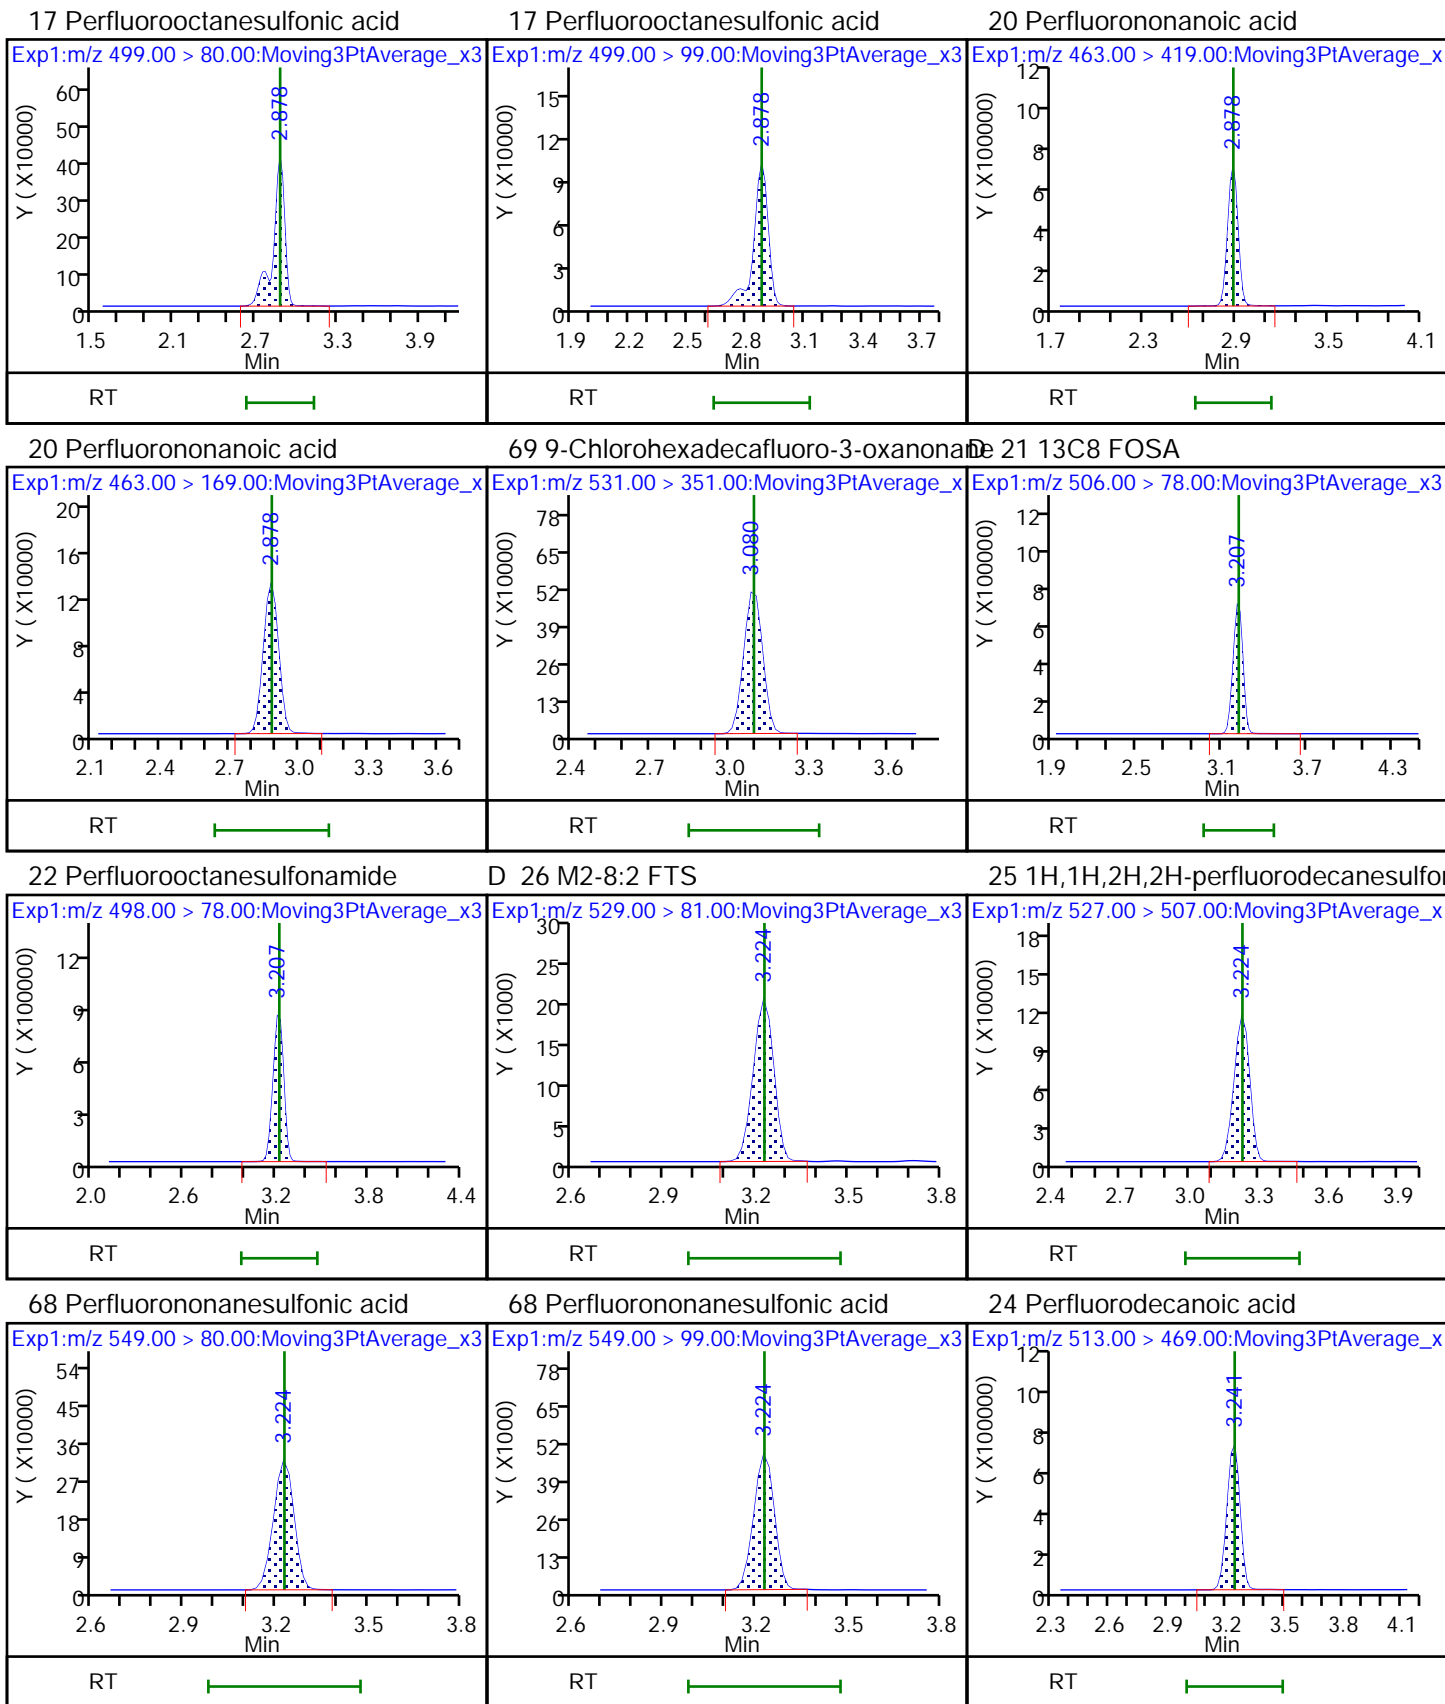 17 Perfluorooctanesulfonic acid
Exp1:m/z 499.00 > 80.00:Moving3PtAverage_x3
Y ( X10000)
60
50
40
30
20
10
0
2.878
1.5 2.1 2.7 3.3 3.9
Min
RT
17 Perfluorooctanesulfonic acid
Exp1:m/z 499.00 > 99.00:Moving3PtAverage_x3
Y ( X10000)
15
12
9
6
3
0
2.878
1.9 2.2 2.5 2.8 3.1 3.4 3.7
Min
RT
20 Perfluorononanoic acid
Exp1:m/z 463.00 > 419.00:Moving3PtAverage_x
Y ( X100000)
12
10
8
6
4
2
0
2.878
1.7 2.3 2.9 3.5 4.1
Min
RT
20 Perfluorononanoic acid
Exp1:m/z 463.00 > 169.00:Moving3PtAverage_x
Y ( X10000)
20
16
12
8
4
0
2.878
2.1 2.4 2.7 3.0 3.3 3.6
Min
RT
69 9-Chlorohexadecafluoro-3-oxanonane
Exp1:m/z 531.00 > 351.00:Moving3PtAverage_x
Y ( X10000)
78
65
52
39
26
13
0
3.080
2.4 2.7 3.0 3.3 3.6
Min
RT
D 21 13C8 FOSA
Exp1:m/z 506.00 > 78.00:Moving3PtAverage_x3
Y ( X100000)
12
10
8
6
4
2
0
3.207
1.9 2.5 3.1 3.7 4.3
Min
RT
22 Perfluorooctanesulfonamide
Exp1:m/z 498.00 > 78.00:Moving3PtAverage_x3
Y ( X100000)
12
9
6
3
0
3.207
2.0 2.6 3.2 3.8 4.4
Min
RT
D 26 M2-8:2 FTS
Exp1:m/z 529.00 > 81.00:Moving3PtAverage_x3
Y ( X1000)
30
25
20
15
10
5
0
3.224
2.6 2.9 3.2 3.5 3.8
Min
RT
25 1H,1H,2H,2H-perfluorodecanesulfo
Exp1:m/z 527.00 > 507.00:Moving3PtAverage_x
Y ( X10000)
18
15
12
9
6
3
0
3.224
2.4 2.7 3.0 3.3 3.6 3.9
Min
RT
68 Perfluorononanesulfonic acid
Exp1:m/z 549.00 > 80.00:Moving3PtAverage_x3
Y ( X10000)
54
45
36
27
18
9
0
3.224
2.6 2.9 3.2 3.5 3.8
Min
RT
68 Perfluorononanesulfonic acid
Exp1:m/z 549.00 > 99.00:Moving3PtAverage_x3
Y ( X1000)
78
65
52
39
26
13
0
3.224
2.6 2.9 3.2 3.5 3.8
Min
RT
24 Perfluorodecanoic acid
Exp1:m/z 513.00 > 469.00:Moving3PtAverage_x
Y ( X100000)
12
10
8
6
4
2
0
3.241
2.3 2.6 2.9 3.2 3.5 3.8 4.1
Min
RT